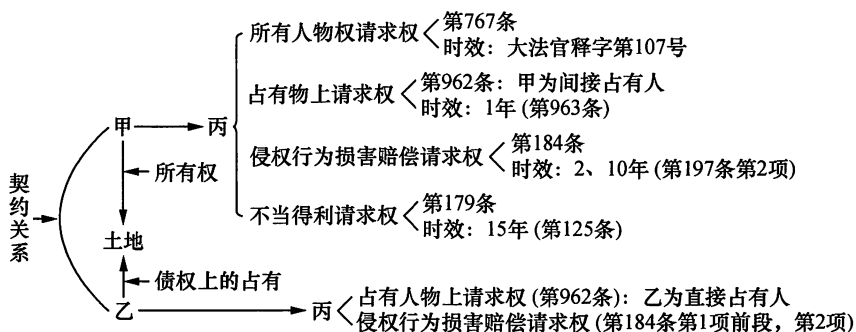 所有人物权请求权
第767条
时效：大法官释字第107号
占有物上请求权
第962条：甲为间接占有人
时效：1年 (第963条)
甲
丙
侵权行为损害赔偿请求权
第184条
时效：2、10年 (第197条第2项)
所有权
契约关系
不当得利请求权
第179条
时效：15年 (第125条)
土地
债权上的占有
乙
丙
占有人物上请求权 (第962条)：乙为直接占有人
侵权行为损害赔偿请求权 (第184条第1项前段，第2项)